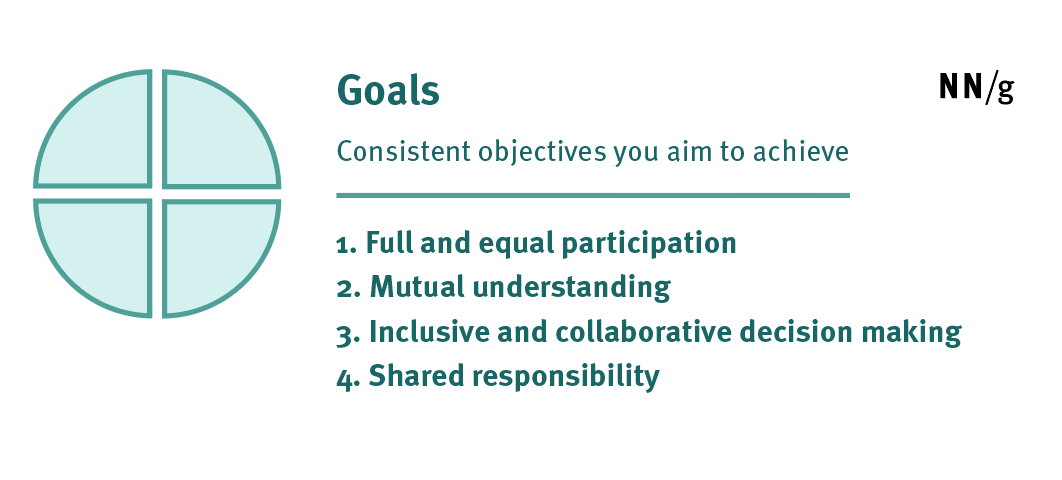 Goals
NN/g
Consistent objectives you aim to achieve
1. Full and equal participation
2. Mutual understanding
3. Inclusive and collaborative decision making
4. Shared responsibility